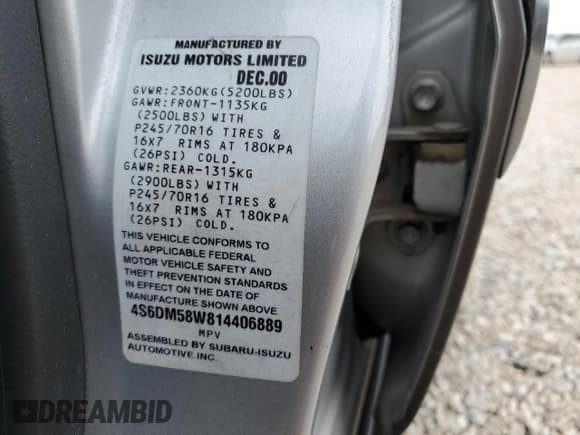 MANUFACTURED BY
ISUZU MOTORS LIMITED
DEC.00
GVWR:2360KG(5200LBS)
GAWR:FRONT-1135KG
(2500LBS)WITH
P245/70R16 TIRES &
16x7 RIMS AT 180KPA
(26PSI) COLD.
GAWR:REAR-1315KG
(2900LBS)WITH
P245/70R16 TIRES &
16x7 RIMS AT 180KPA
(26PSI) COLD.
THIS VEHICLE CONFORMS TO
ALL APPLICABLE FEDERAL
MOTOR VEHICLE SAFETY AND
THEFT PREVENTION STANDARDS
IN EFFECT ON THE DATE OF
MANUFACTURE SHOWN ABOVE
4S6DM58W814406889
MPV
ASSEMBLED BY SUBARU-ISUZU
AUTOMOTIVE INC.
DREAMBID